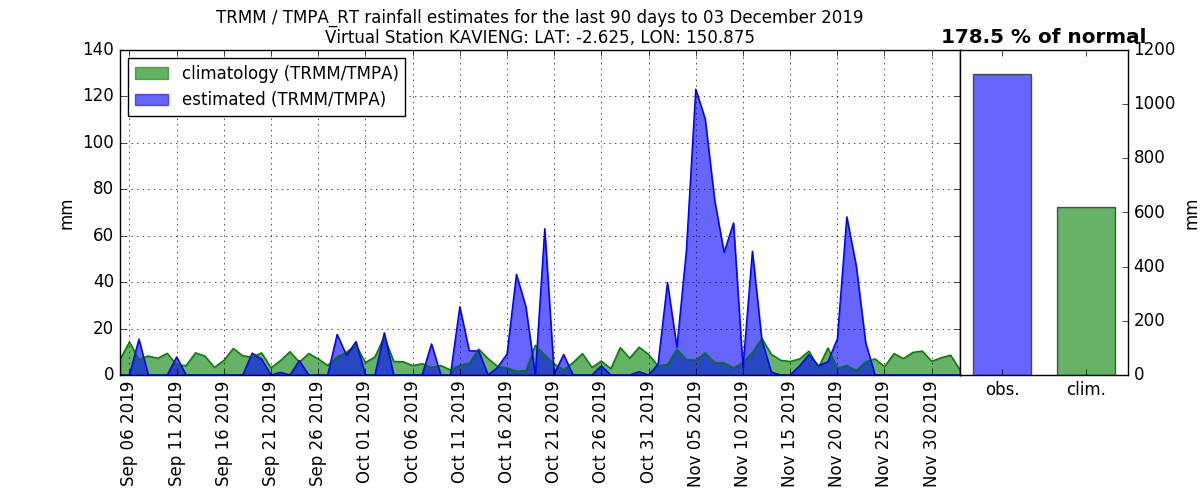 TRMM / TMPA_RT rainfall estimates for the last 90 days to 03 December 2019
Virtual Station KAVIENG: LAT: -2.625, LON: 150.875
178.5 % of normal
climatology (TRMM/TMPA)
estimated (TRMM/TMPA)
140
120
100
80
60
40
20
0
mm
Sep 06 2019
Sep 11 2019
Sep 16 2019
Sep 21 2019
Sep 26 2019
Oct 01 2019
Oct 06 2019
Oct 11 2019
Oct 16 2019
Oct 21 2019
Oct 26 2019
Oct 31 2019
Nov 05 2019
Nov 10 2019
Nov 15 2019
Nov 20 2019
Nov 25 2019
Nov 30 2019
obs.
clim.
1200
1000
800
600
400
200
0
mm